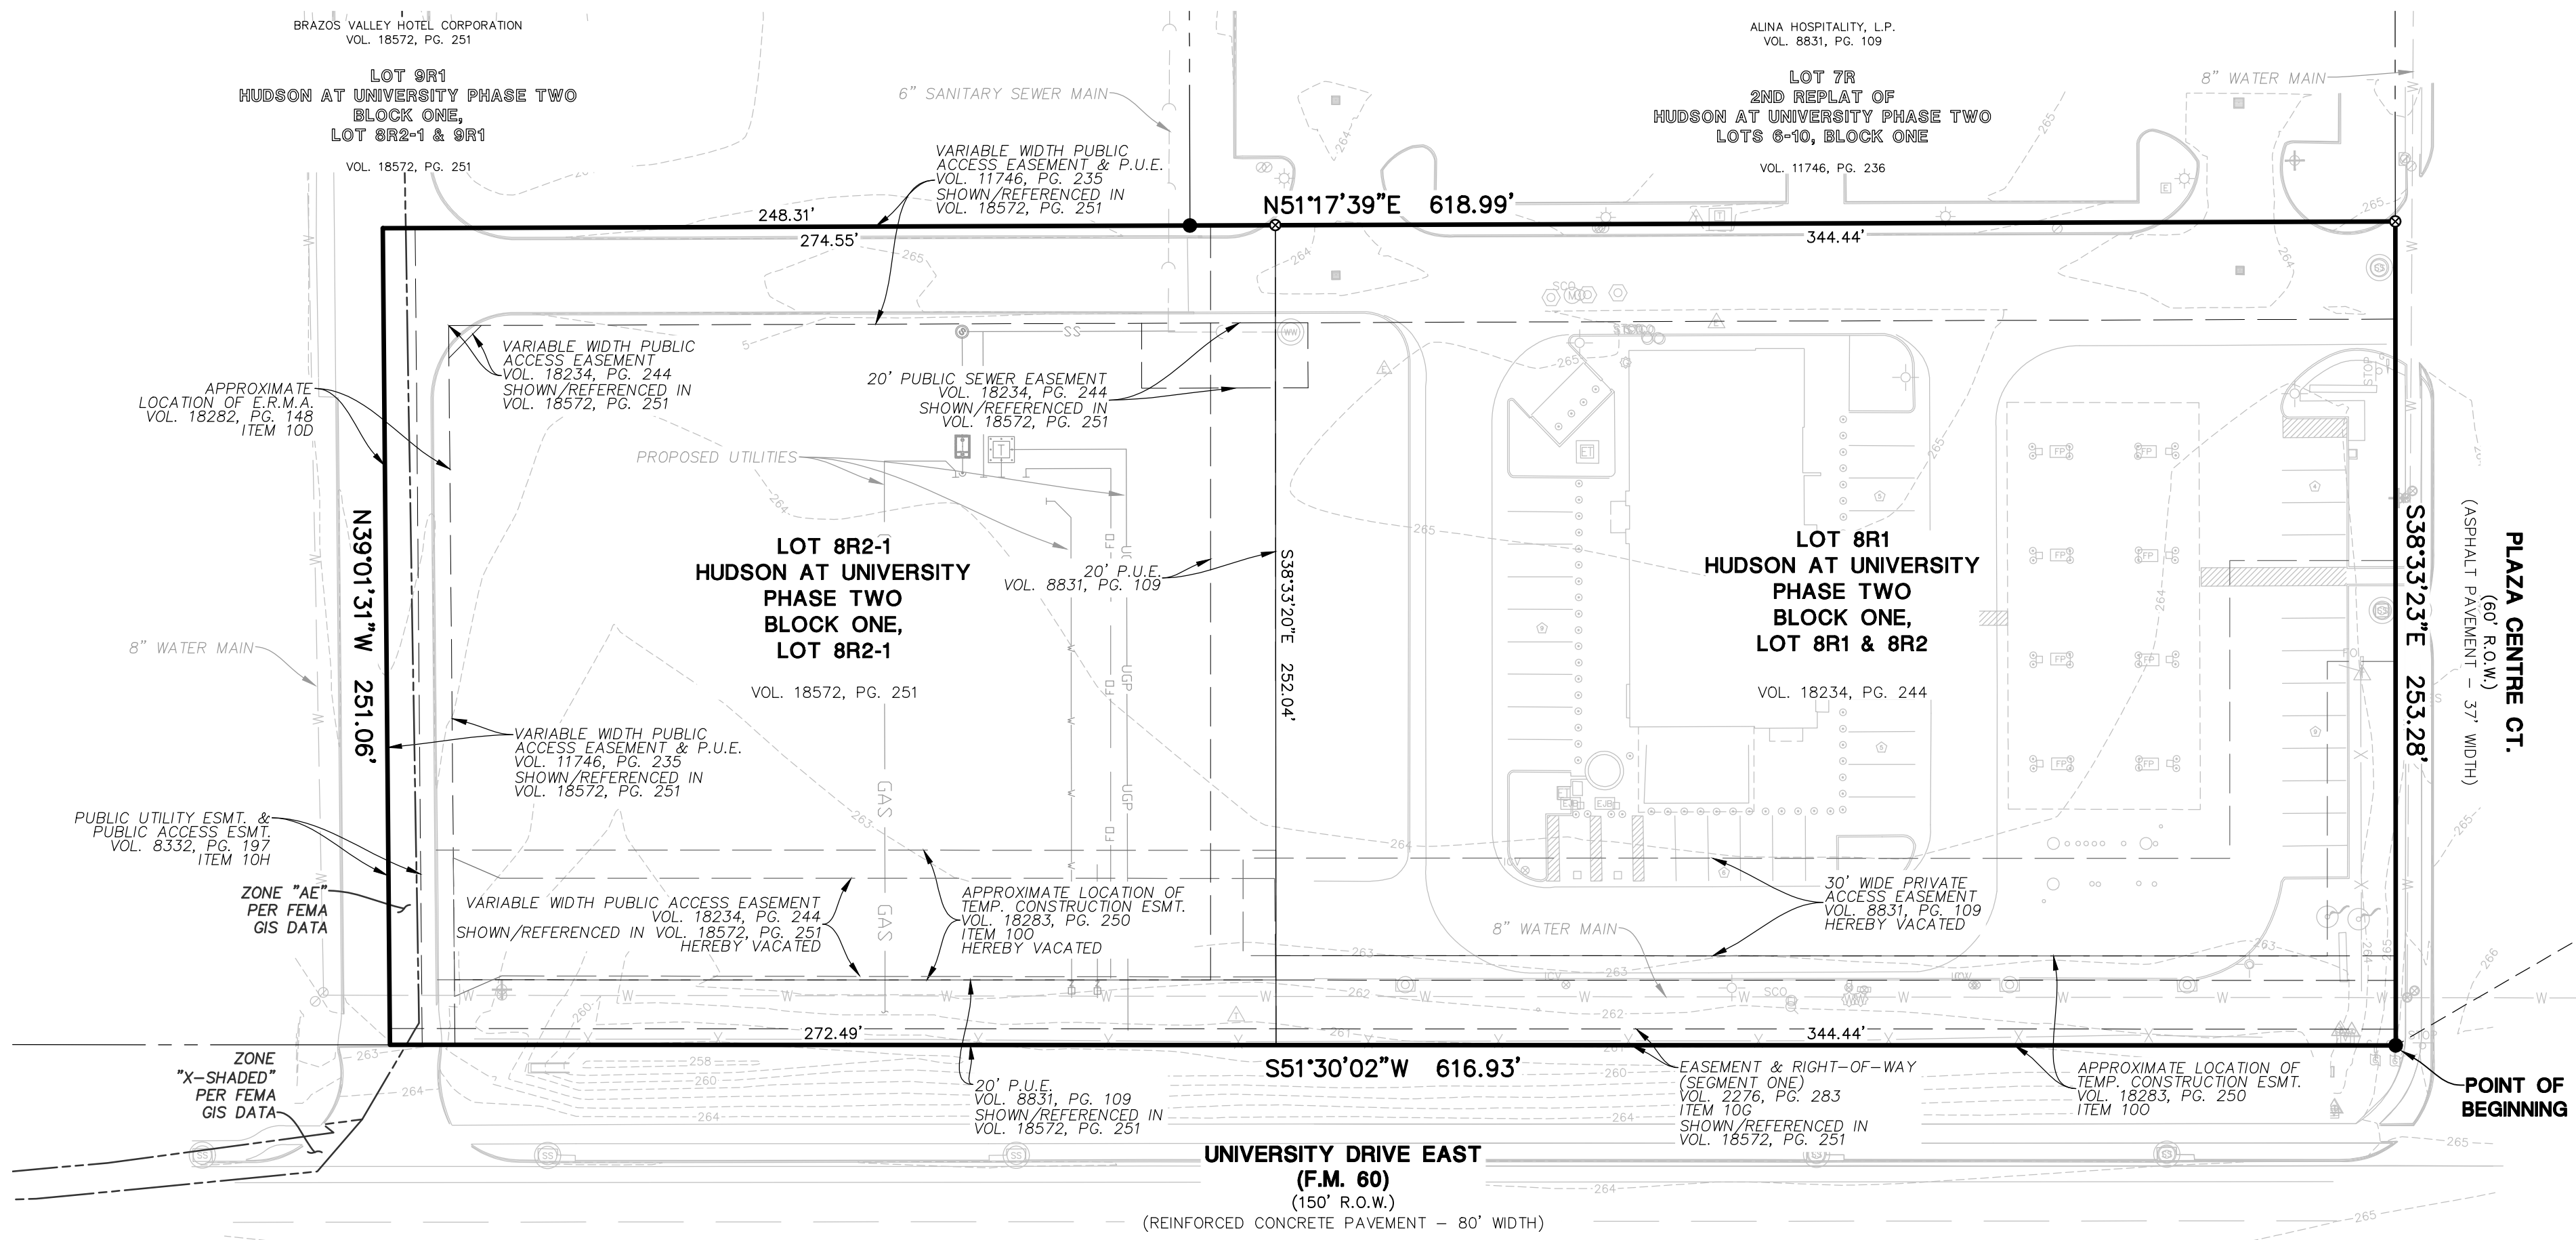 BRAZOS VALLEY HOTEL CORPORATION
VOL. 18572, PG. 251
LOT 9R1
HUDSON AT UNIVERSITY PHASE TWO
BLOCK ONE,
LOT 8R2-1 & 9R1
VOL. 18572, PG. 251
6" SANITARY SEWER MAIN
ALINA HOSPITALITY, L.P.
VOL. 8831, PG. 109
LOT 7R
2ND REPLAT OF
HUDSON AT UNIVERSITY PHASE TWO
LOTS 6-10, BLOCK ONE
VOL. 11746, PG. 236
8" WATER MAIN
VARIABLE WIDTH PUBLIC
ACCESS EASEMENT & P.U.E.
VOL. 11746, PG. 235
SHOWN/REFERENCED IN
VOL. 18572, PG. 251
248.31'
274.55'
N51°17'39"E 618.99'
344.44'
VARIABLE WIDTH PUBLIC
ACCESS EASEMENT
VOL. 18234, PG. 244
SHOWN/REFERENCED IN
VOL. 18572, PG. 251
APPROXIMATE
LOCATION OF E.R.M.A.
VOL. 18282, PG. 148
ITEM 10D
20' PUBLIC SEWER EASEMENT
VOL. 18234, PG. 244
SHOWN/REFERENCED IN
VOL. 18572, PG. 251
PROPOSED UTILITIES
N39°01'31"W 251.06'
LOT 8R2-1
HUDSON AT UNIVERSITY
PHASE TWO
BLOCK ONE,
LOT 8R2-1
VOL. 18572, PG. 251
20' P.U.E.
VOL. 8831, PG. 109
S38°33'20"E 252.04'
LOT 8R1
HUDSON AT UNIVERSITY
PHASE TWO
BLOCK ONE,
LOT 8R1 & 8R2
VOL. 18234, PG. 244
S38°33'23"E 253.28'
PLAZA CENTRE CT.
(60' R.O.W.)
(ASPHALT PAVEMENT - 37' WIDTH)
8" WATER MAIN
VARIABLE WIDTH PUBLIC
ACCESS EASEMENT & P.U.E.
VOL. 11746, PG. 235
SHOWN/REFERENCED IN
VOL. 18572, PG. 251
PUBLIC UTILITY ESMT. &
PUBLIC ACCESS ESMT.
VOL. 8332, PG. 197
ITEM 10H
ZONE "AE"
PER FEMA
GIS DATA
VARIABLE WIDTH PUBLIC ACCESS EASEMENT
VOL. 18234, PG. 244
SHOWN/REFERENCED IN VOL. 18572, PG. 251
HEREBY VACATED
APPROXIMATE LOCATION OF
TEMP. CONSTRUCTION ESMT.
VOL. 18283, PG. 250
ITEM 10O
HEREBY VACATED
30' WIDE PRIVATE
ACCESS EASEMENT
VOL. 8831, PG. 109
HEREBY VACATED
8" WATER MAIN
GAS
GAS
UGP
UGP
272.49'
344.44'
S51°30'02"W 616.93'
ZONE
"X-SHADED"
PER FEMA
GIS DATA
20' P.U.E.
VOL. 8831, PG. 109
SHOWN/REFERENCED IN
VOL. 18572, PG. 251
EASEMENT & RIGHT-OF-WAY
(SEGMENT ONE)
VOL. 2276, PG. 283
ITEM 10G
SHOWN/REFERENCED IN
VOL. 18572, PG. 251
APPROXIMATE LOCATION OF
TEMP. CONSTRUCTION ESMT.
VOL. 18283, PG. 250
ITEM 10O
POINT OF
BEGINNING
UNIVERSITY DRIVE EAST
(F.M. 60)
(150' R.O.W.)
(REINFORCED CONCRETE PAVEMENT - 80' WIDTH)